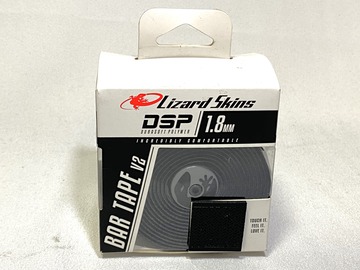 Lizard Skins
DSP 1.8MM
DURASOFT POLYMER
INCREDIBLY COMFORTABLE
BAR TAPE V2
TOUCH IT.
FEEL IT.
LOVE IT.